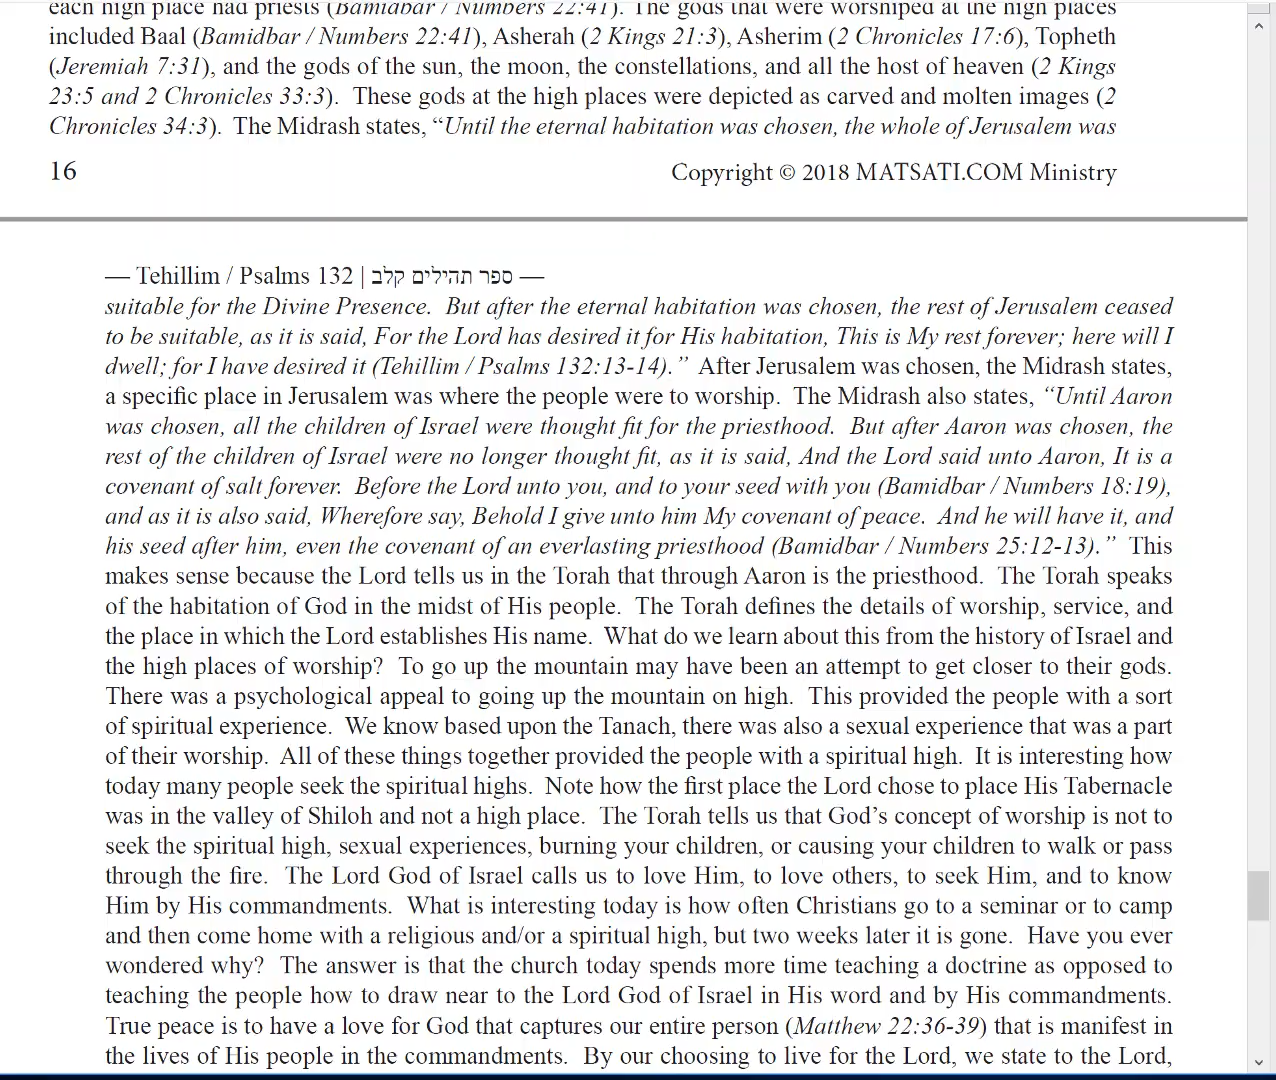 each high place had priests (Bamidbar / Numbers 22:41). The gods that were worshiped at the high places
included Baal (Bamidbar / Numbers 22:41), Asherah (2 Kings 21:3), Asherim (2 Chronicles 17:6), Topheth
(Jeremiah 7:31), and the gods of the sun, the moon, the constellations, and all the host of heaven (2 Kings
23:5 and 2 Chronicles 33:3). These gods at the high places were depicted as carved and molten images (2
Chronicles 34:3). The Midrash states, “Until the eternal habitation was chosen, the whole of Jerusalem was
16 Copyright © 2018 MATSATI.COM Ministry
— Tehillim / Psalms 132 | ספר תהילים קלב —
suitable for the Divine Presence. But after the eternal habitation was chosen, the rest of Jerusalem ceased
to be suitable, as it is said, For the Lord has desired it for His habitation, This is My rest forever; here will I
dwell; for I have desired it (Tehillim / Psalms 132:13-14).” After Jerusalem was chosen, the Midrash states,
a specific place in Jerusalem was where the people were to worship. The Midrash also states, “Until Aaron
was chosen, all the children of Israel were thought fit for the priesthood. But after Aaron was chosen, the
rest of the children of Israel were no longer thought fit, as it is said, And the Lord said unto Aaron, It is a
covenant of salt forever. Before the Lord unto you, and to your seed with you (Bamidbar / Numbers 18:19),
and as it is also said, Wherefore say, Behold I give unto him My covenant of peace. And he will have it, and
his seed after him, even the covenant of an everlasting priesthood (Bamidbar / Numbers 25:12-13).” This
makes sense because the Lord tells us in the Torah that through Aaron is the priesthood. The Torah speaks
of the habitation of God in the midst of His people. The Torah defines the details of worship, service, and
the place in which the Lord establishes His name. What do we learn about this from the history of Israel and
the high places of worship? To go up the mountain may have been an attempt to get closer to their gods.
There was a psychological appeal to going up the mountain on high. This provided the people with a sort
of spiritual experience. We know based upon the Tanach, there was also a sexual experience that was a part
of their worship. All of these things together provided the people with a spiritual high. It is interesting how
today many people seek the spiritual highs. Note how the first place the Lord chose to place His Tabernacle
was in the valley of Shiloh and not a high place. The Torah tells us that God’s concept of worship is not to
seek the spiritual high, sexual experiences, burning your children, or causing your children to walk or pass
through the fire. The Lord God of Israel calls us to love Him, to love others, to seek Him, and to know
Him by His commandments. What is interesting today is how often Christians go to a seminar or to camp
and then come home with a religious and/or a spiritual high, but two weeks later it is gone. Have you ever
wondered why? The answer is that the church today spends more time teaching a doctrine as opposed to
teaching the people how to draw near to the Lord God of Israel in His word and by His commandments.
True peace is to have a love for God that captures our entire person (Matthew 22:36-39) that is manifest in
the lives of His people in the commandments. By our choosing to live for the Lord, we state to the Lord,